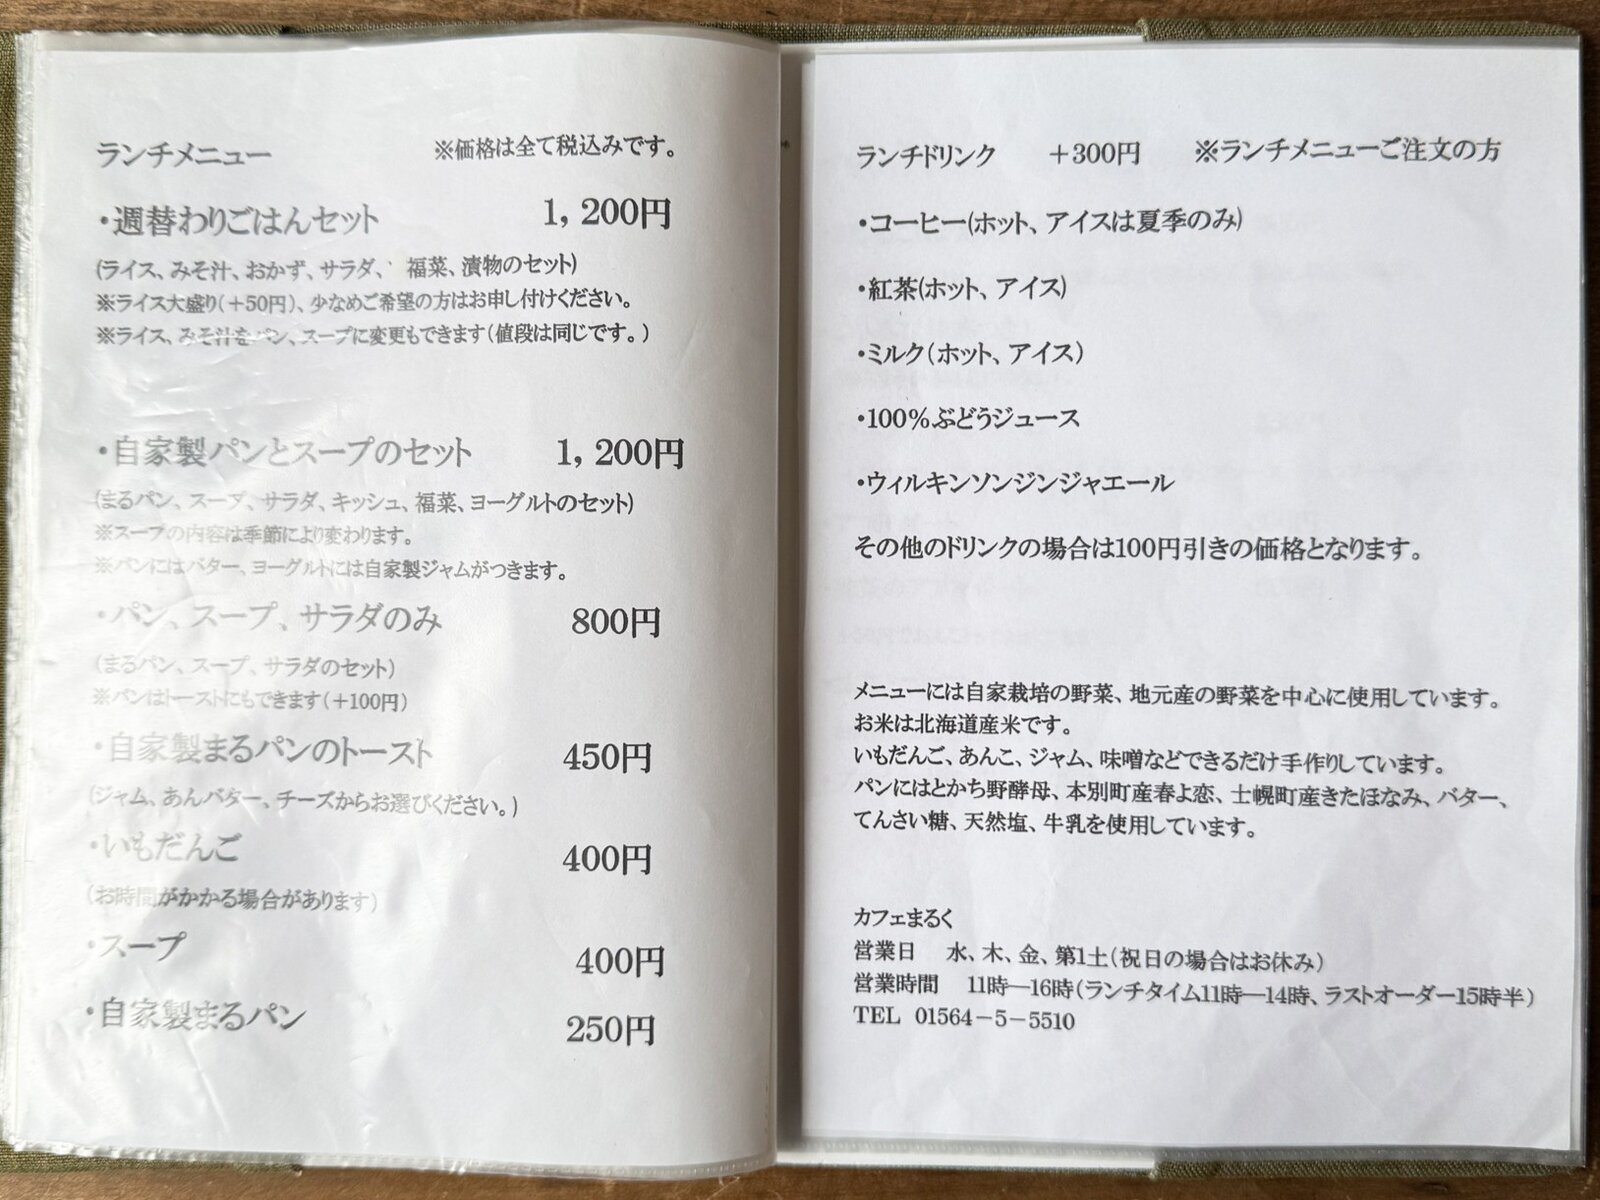 ランチメニュー　※価格は全て税込みです。
・週替わりごはんセット　1,200円
(ライス、みそ汁、おかず、サラダ、福菜、漬物のセット)
※ライス大盛り(+50円)、少なめご希望の方はお申し付けください。
※ライス、みそ汁をパン、スープに変更もできます(値段は同じです。)
・自家製パンとスープのセット　1,200円
(まるパン、スープ、サラダ、キッシュ、福菜、ヨーグルトのセット)
※スープの内容は季節により変わります。
※パンにはバター、ヨーグルトには自家製ジャムがつきます。
・パン、スープ、サラダのみ　800円
(まるパン、スープ、サラダのセット)
※パンはトーストにもできます(+100円)
・自家製まるパンのトースト　450円
(ジャム、あんバター、チーズからお選びください。)
・いもだんご　400円
(お時間がかかる場合があります)
・スープ　400円
・自家製まるパン　250円
ランチドリンク　+300円　※ランチメニューご注文の方
・コーヒー(ホット、アイスは夏季のみ)
・紅茶(ホット、アイス)
・ミルク(ホット、アイス)
・100%ぶどうジュース
・ウィルキンソンジンジャエール
その他のドリンクの場合は100円引きの価格となります。
メニューには自家栽培の野菜、地元産の野菜を中心に使用しています。
お米は北海道産米です。
いもだんご、あんこ、ジャム、味噌などできるだけ手作りしています。
パンにはとかち野酵母、本別町産春よ恋、士幌町産きたほなみ、バター、
てんさい糖、天然塩、牛乳を使用しています。
カフェまるく
営業日　水、木、金、第1土(祝日の場合はお休み)
営業時間　11時―16時(ランチタイム11時―14時、ラストオーダー15時半)
TEL 01564-5-5510